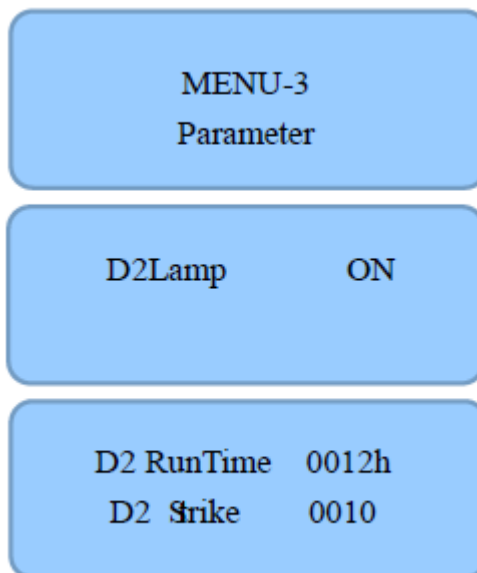 MENU-3
Parameter
D2Lamp ON
D2 RunTime 0012h
D2 Strike 0010